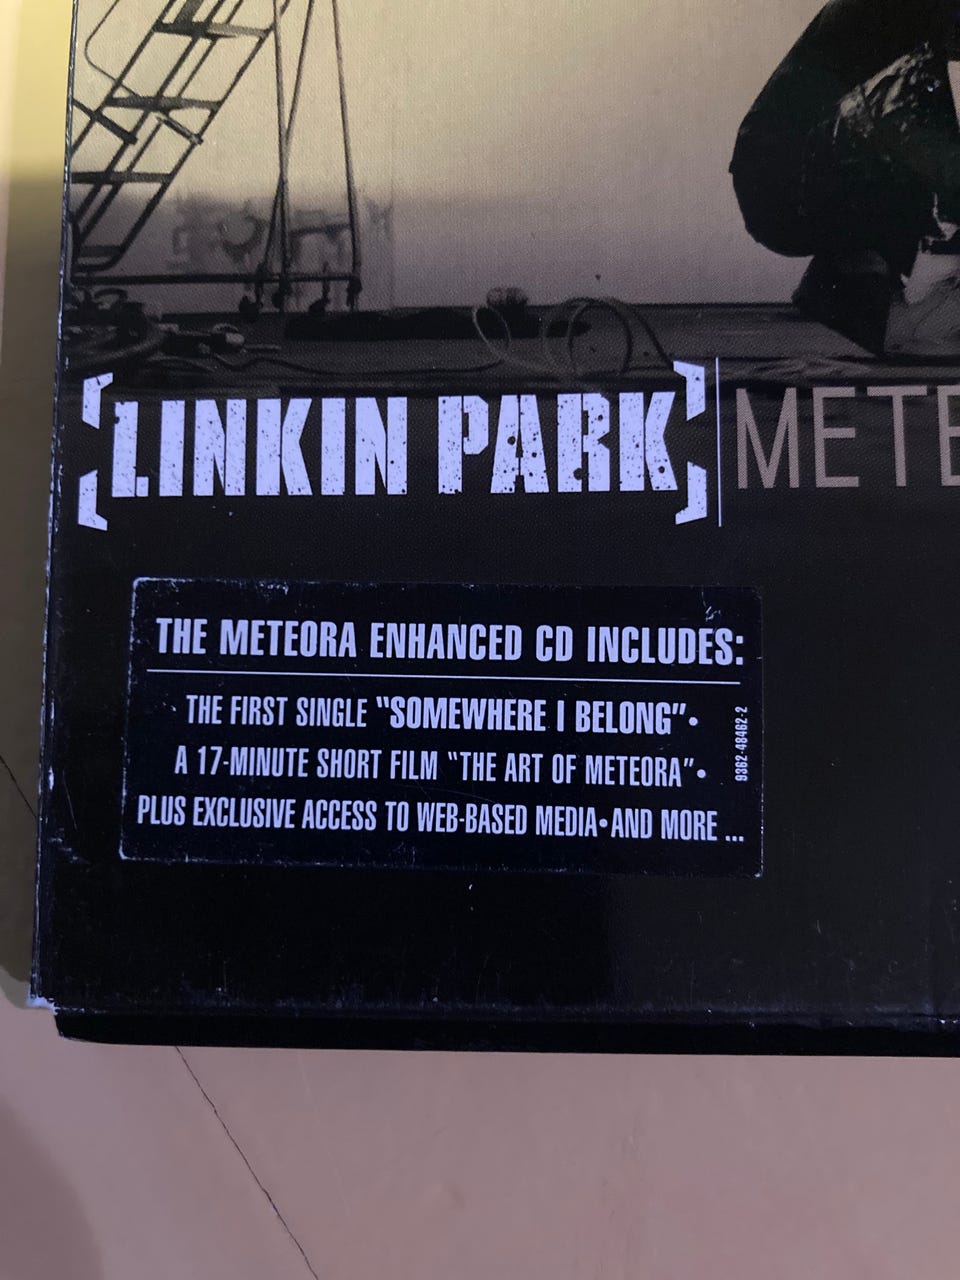 [LINKIN PARK] METE
THE METEORA ENHANCED CD INCLUDES:
THE FIRST SINGLE "SOMEWHERE I BELONG"•
A 17-MINUTE SHORT FILM "THE ART OF METEORA"•
PLUS EXCLUSIVE ACCESS TO WEB-BASED MEDIA•AND MORE ...
9362-48462-2